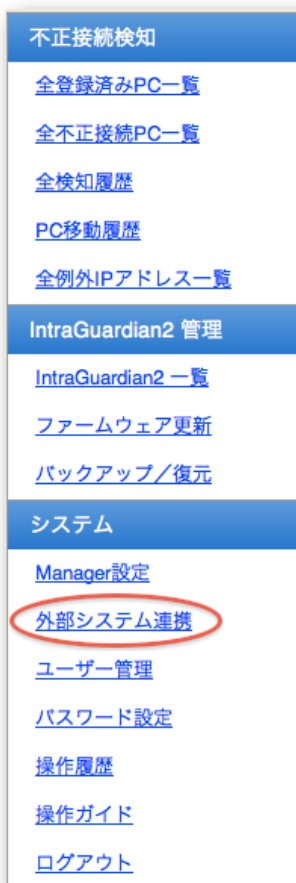 不正接続検知
全登録済みPC一覧
全不正接続PC一覧
全検知履歴
PC移動履歴
全例外IPアドレス一覧
IntraGuardian2 管理
IntraGuardian2 一覧
ファームウェア更新
バックアップ／復元
システム
Manager設定
外部システム連携
ユーザー管理
パスワード設定
操作履歴
操作ガイド
ログアウト